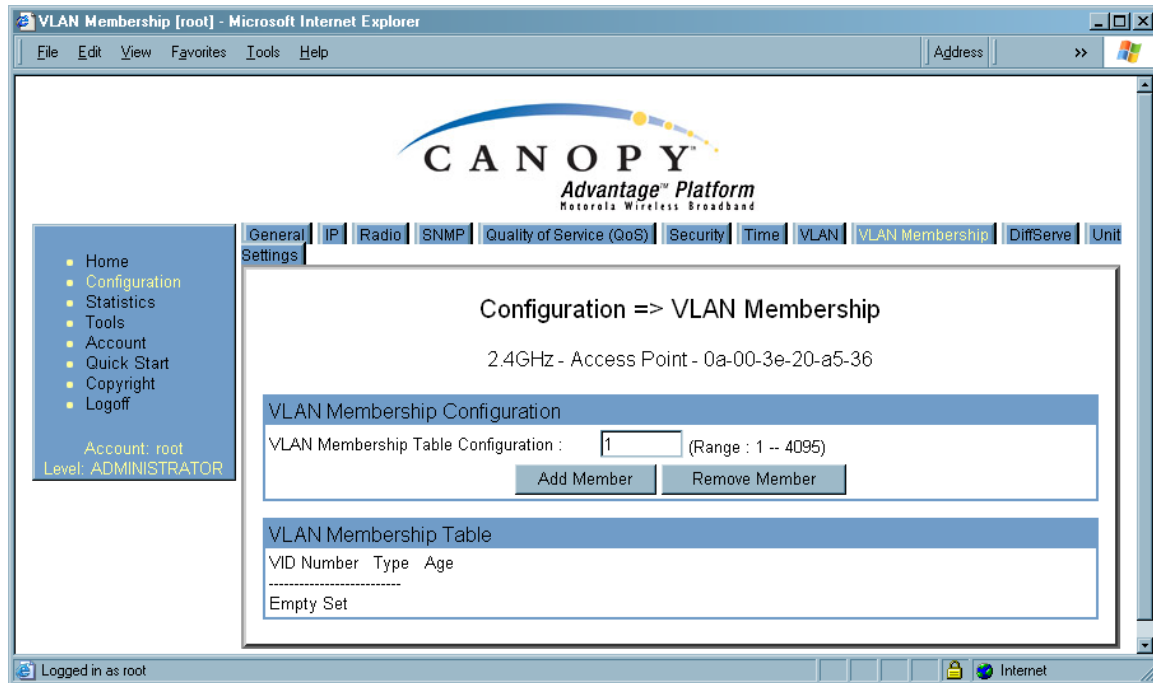 VLAN Membership [root] - Microsoft Internet Explorer
File Edit View Favorites Tools Help Address »
CANOPY™
Advantage™ Platform
Motorola Wireless Broadband
General IP Radio SNMP Quality of Service (QoS) Security Time VLAN VLAN Membership DiffServe Unit
Settings
Home
Configuration
Statistics
Tools
Account
Quick Start
Copyright
Logoff
Account: root
Level: ADMINISTRATOR
Configuration => VLAN Membership
2.4GHz - Access Point - 0a-00-3e-20-a5-36
VLAN Membership Configuration
VLAN Membership Table Configuration : 1 (Range : 1 -- 4095)
Add Member Remove Member
VLAN Membership Table
VID Number Type Age
--------------------------
Empty Set
Logged in as root Internet